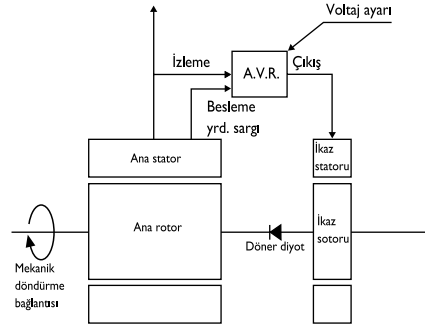 Voltaj ayarı
İzleme
A.V.R.
Çıkış
Besleme
yrd. sargı
Ana stator
İkaz
statoru
Ana rotor
İkaz
sotoru
Döner diyot
Mekanik
döndürme
bağlantısı